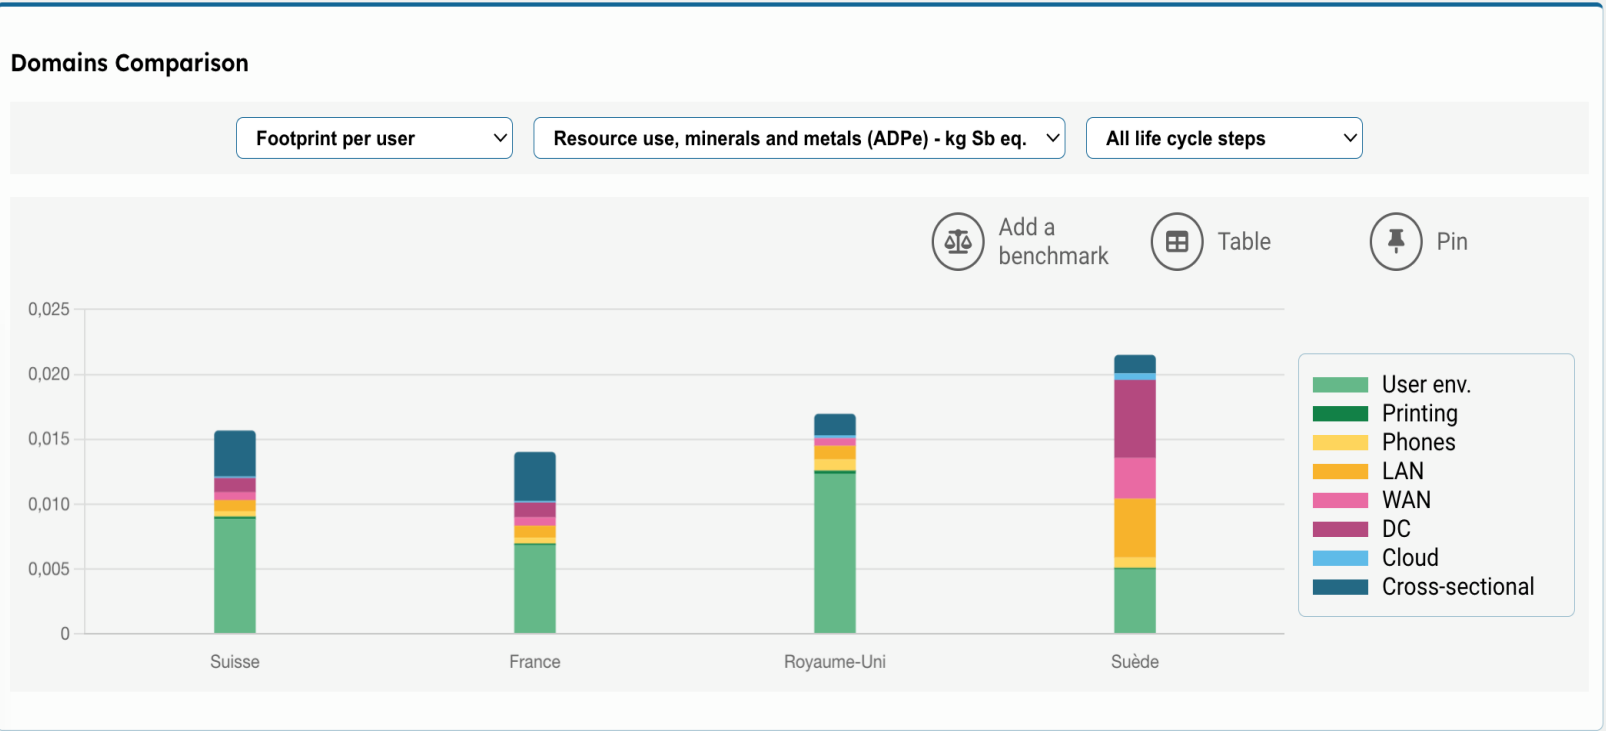 Domains Comparison
Footprint per user
Resource use, minerals and metals (ADPe) - kg Sb eq.
All life cycle steps
Add a
benchmark
Table
Pin
0,025
0,020
0,015
0,010
0,005
0
Suisse
France
Royaume-Uni
Suède
User env.
Printing
Phones
LAN
WAN
DC
Cloud
Cross-sectional